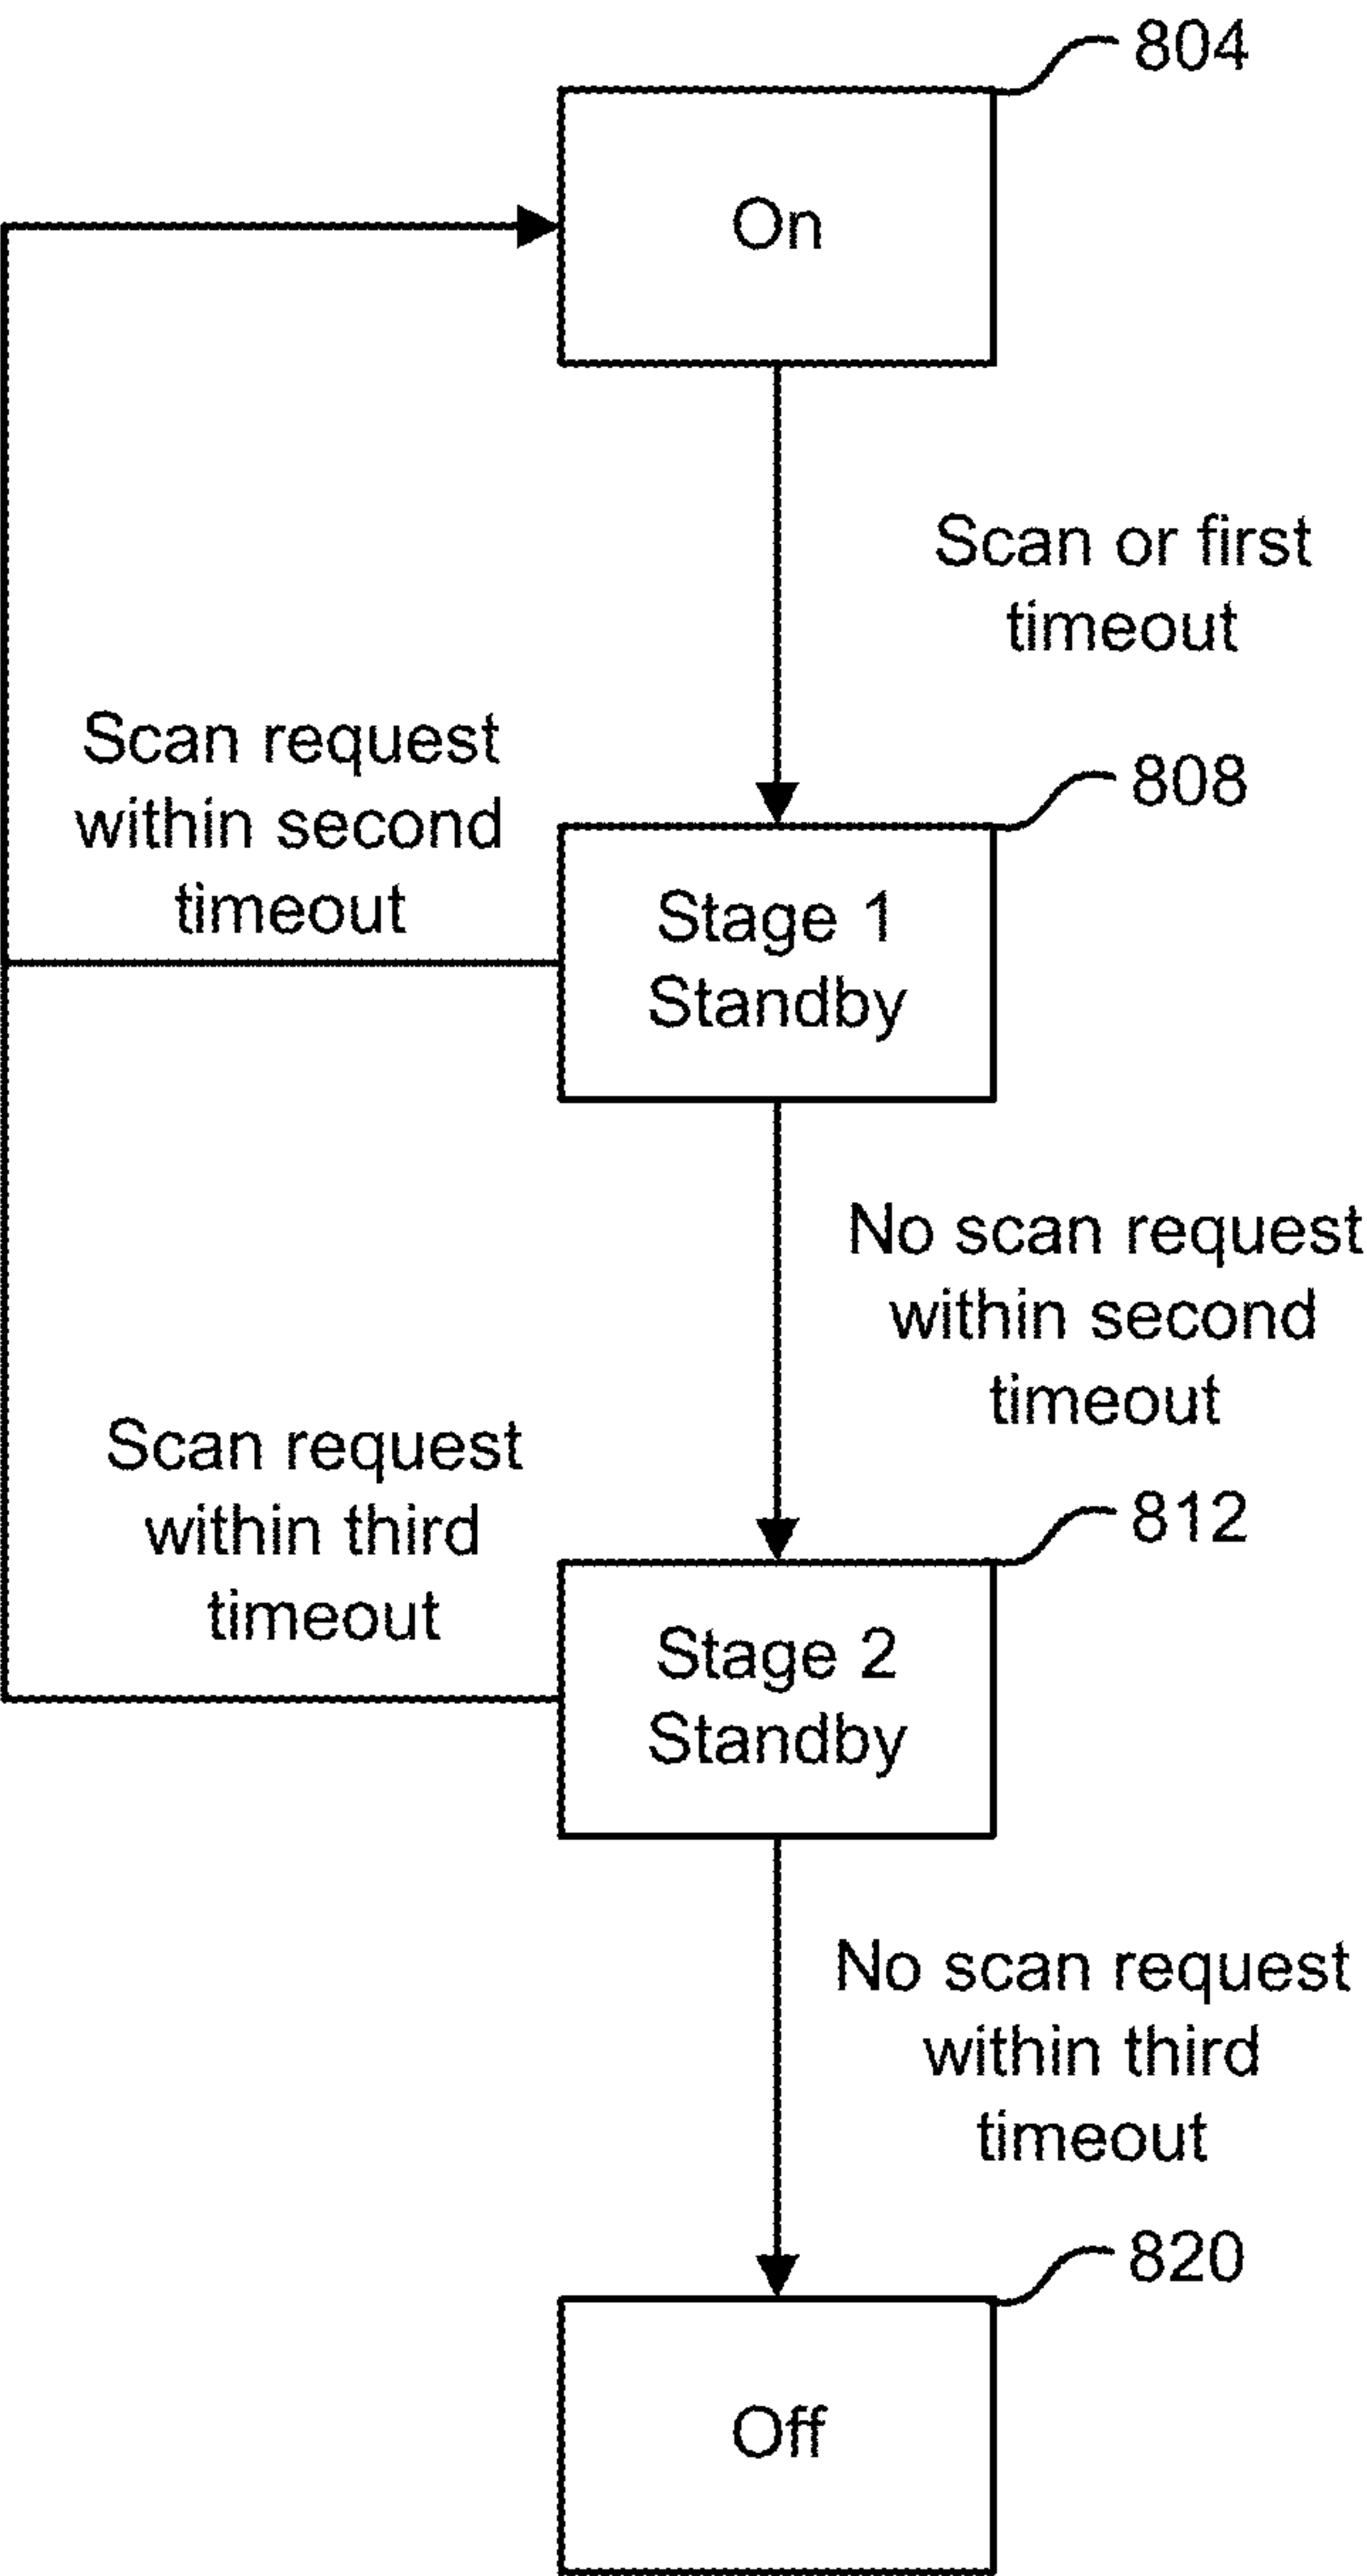 804
On
Scan or first
timeout
Scan request
within second
timeout
808
Stage 1
Standby
No scan request
within second
timeout
Scan request
within third
timeout
812
Stage 2
Standby
No scan request
within third
timeout
820
Off